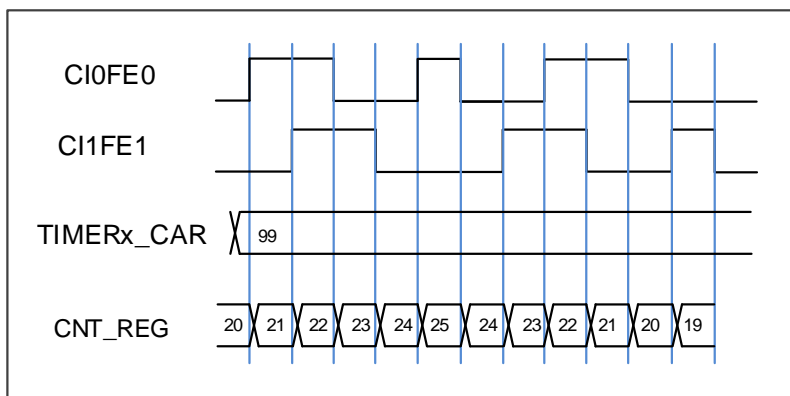 CI0FE0
CI1FE1
TIMERx_CAR 99
CNT_REG 20 21 22 23 24 25 24 23 22 21 20 19